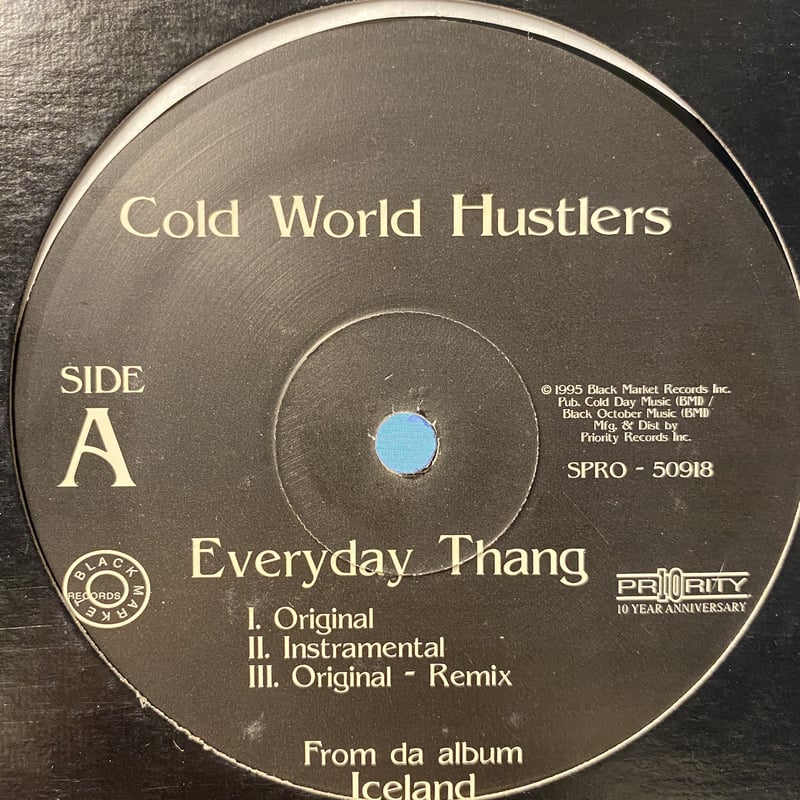 Cold World Hustlers
SIDE
A
© 1995 Black Market Records Inc.
Pub. Cold Day Music (BMI) /
Black October Music (BMI)
Mfg. & Dist by
Priority Records Inc.
SPRO - 50918
Everyday Thang
I. Original
II. Instramental
III. Original - Remix
BLACK MARKET
RECORDS
PRIORITY
10 YEAR ANNIVERSARY
From da album
Iceland